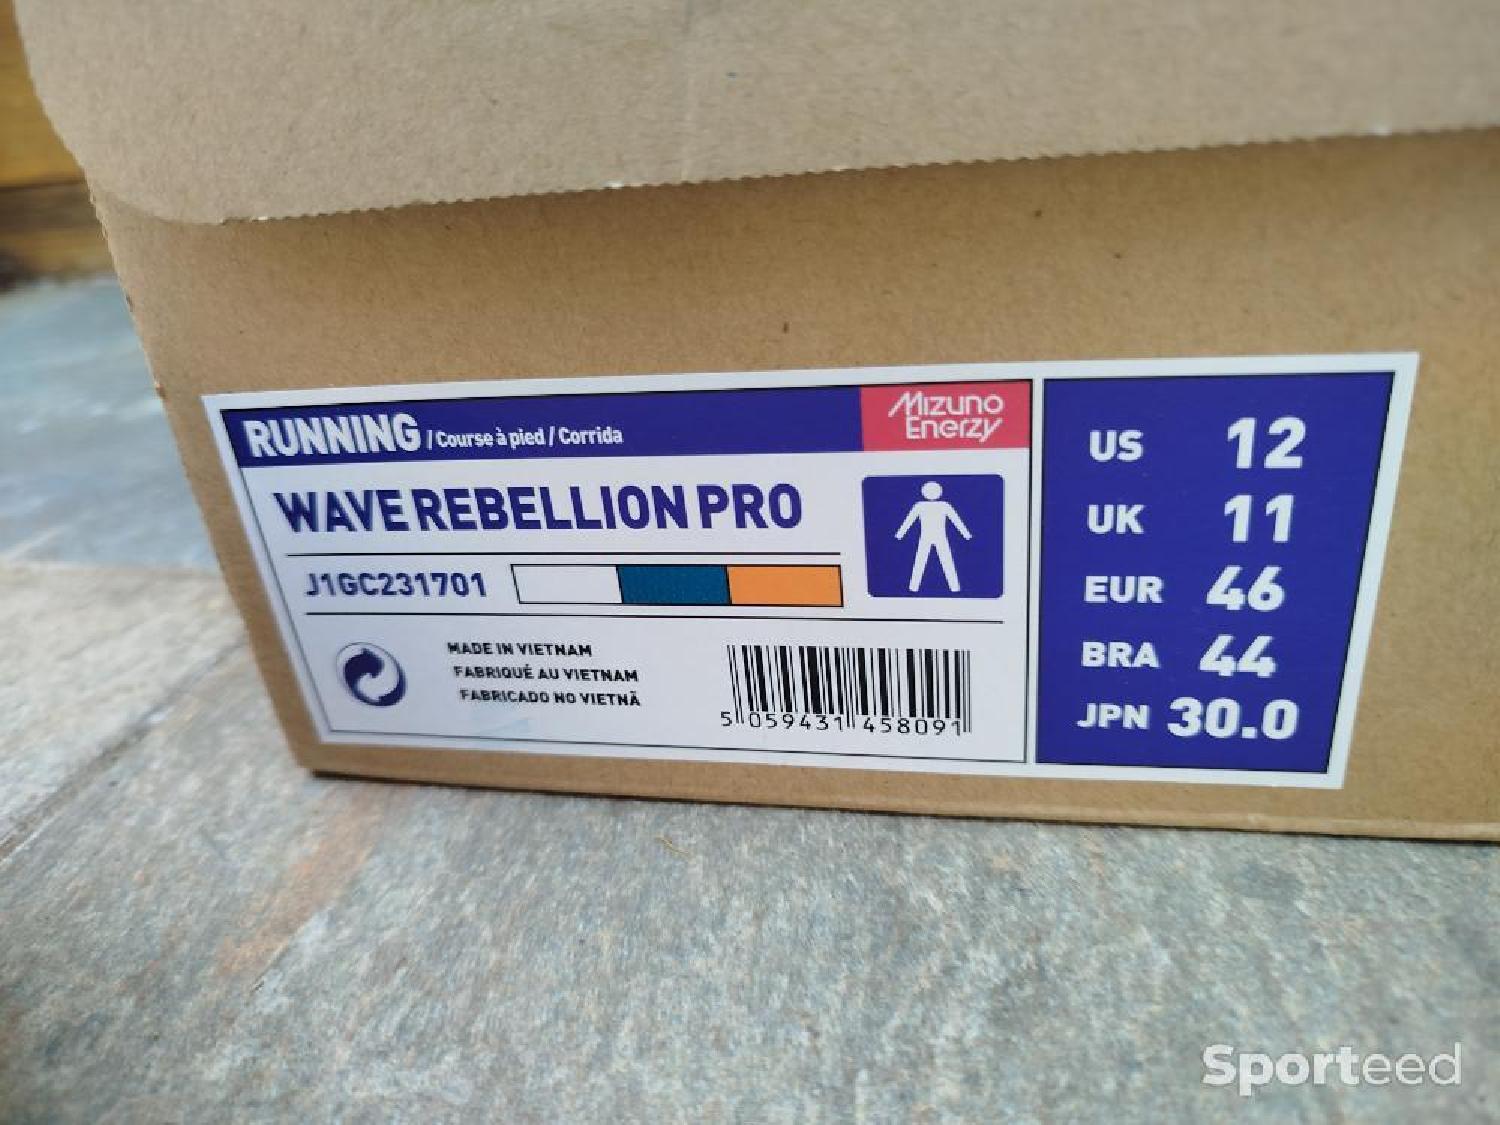 RUNNING / Course à pied / Corrida
Mizuno
Enerzy
WAVE REBELLION PRO
J1GC231701
MADE IN VIETNAM
FABRIQUÉ AU VIETNAM
FABRICADO NO VIETNÃ
5 059431 458091
US 12
UK 11
EUR 46
BRA 44
JPN 30.0
Sporteed